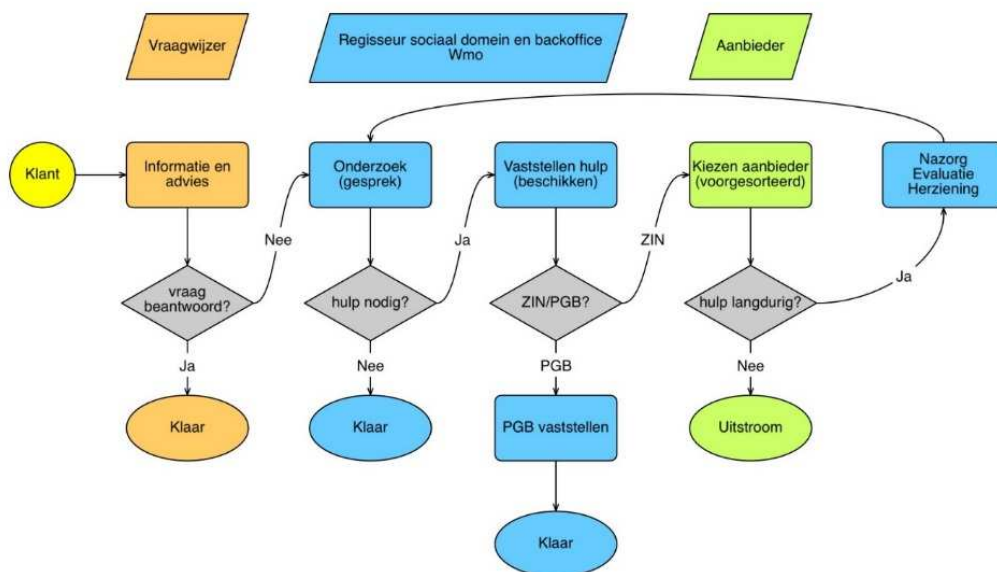 Vraagwijzer
Regisseur sociaal domein en backoffice
Wmo
Aanbieder
Klant
Informatie en
advies
Onderzoek
(gesprek)
Vaststellen hulp
(beschikken)
Kiezen aanbieder
(voorgesorteerd)
Nazorg
Evaluatie
Herziening
Nee
Ja
ZIN
Ja
vraag
beantwoord?
hulp nodig?
ZIN/PGB?
hulp langdurig?
Ja
Nee
PGB
Nee
Klaar
Klaar
PGB vaststellen
Uitstroom
Klaar